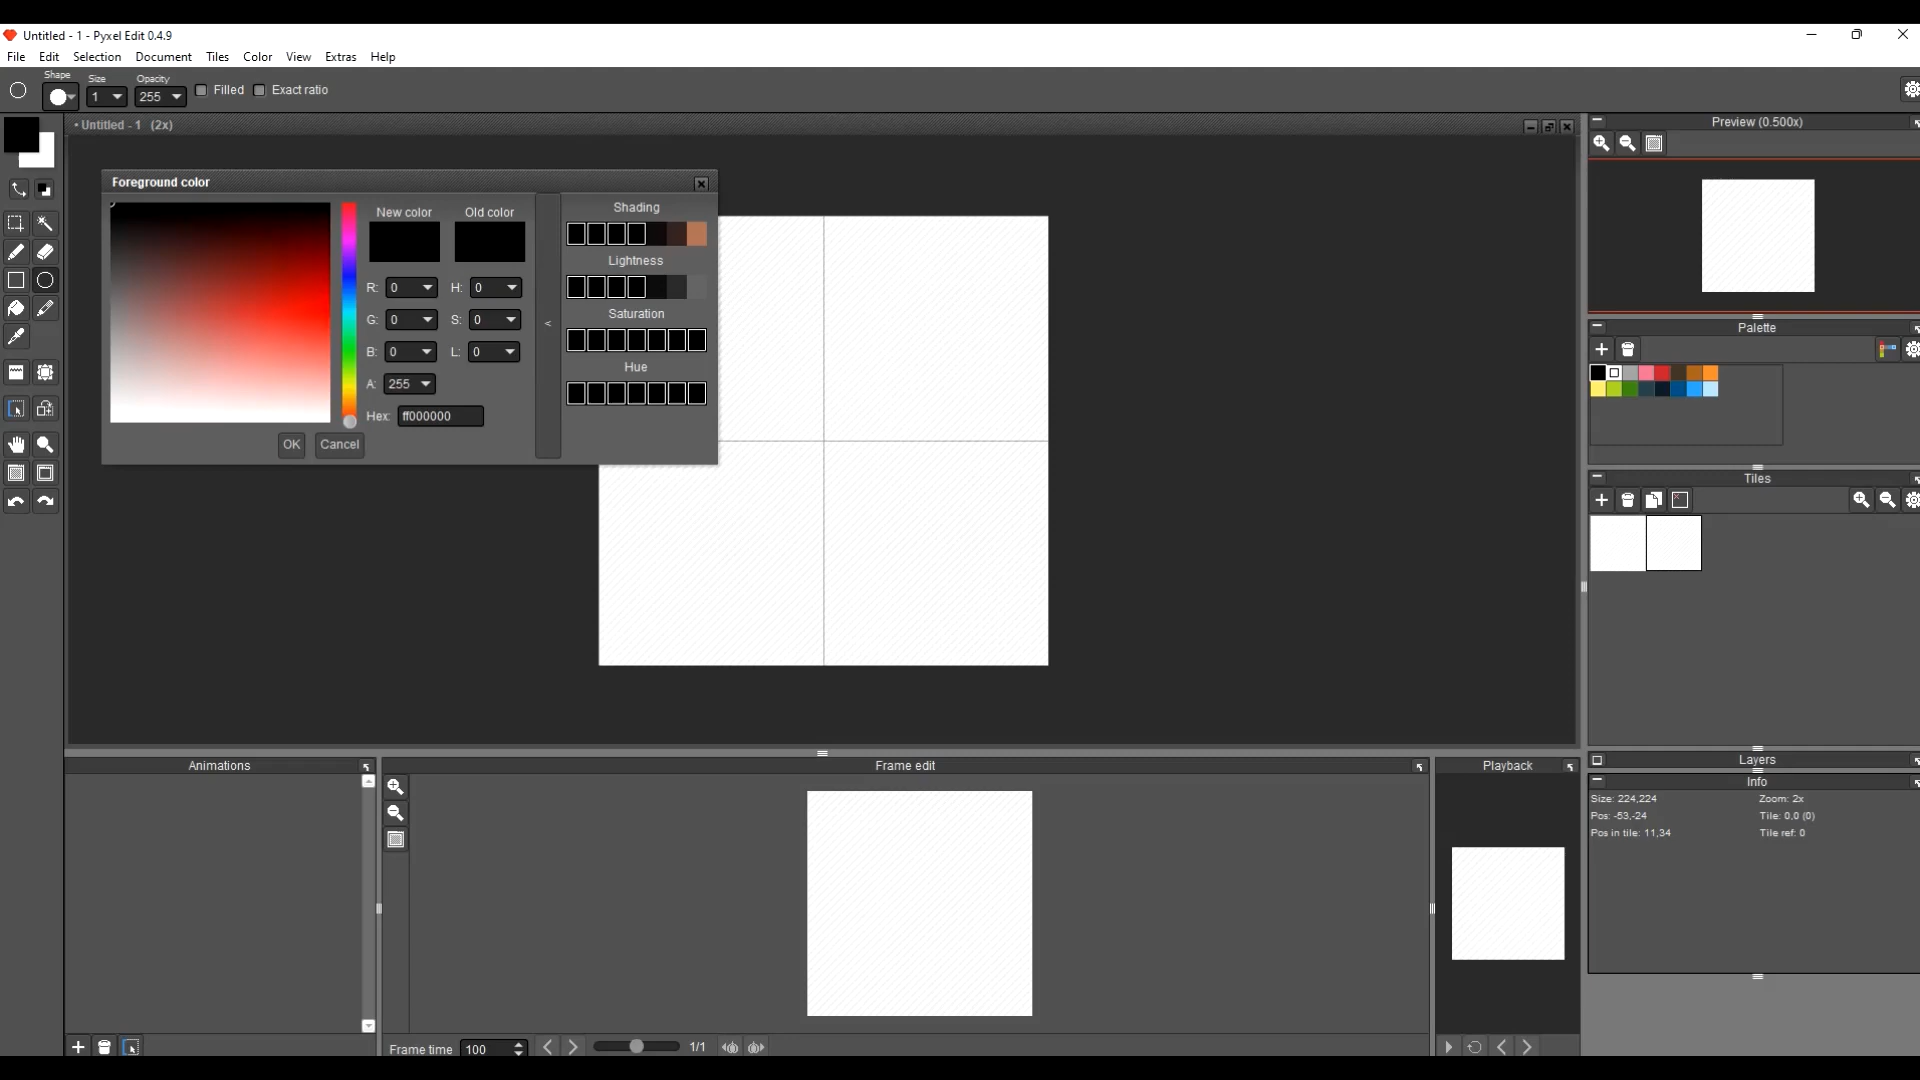 Untitled - 1 - Pyxel Edit 0.4.9
File Edit Selection Document Tiles Color View Extras Help
Shape Size Opacity
1 255 Filled Exact ratio
• Untitled - 1 (2x)
Preview (0.500x)
Foreground color
New color Old color
R: 0 H: 0
G: 0 S: 0
B: 0 L: 0
A: 255
Hex: ff000000
OK Cancel
<
Shading
Lightness
Saturation
Hue
Palette
Tiles
Layers
Info
Size: 224,224 Zoom: 2x
Pos: -53,-24 Tile: 0,0 (0)
Pos in tile: 11,34 Tile ref: 0
Animations
Frame edit
Playback
Frame time 100 1/1